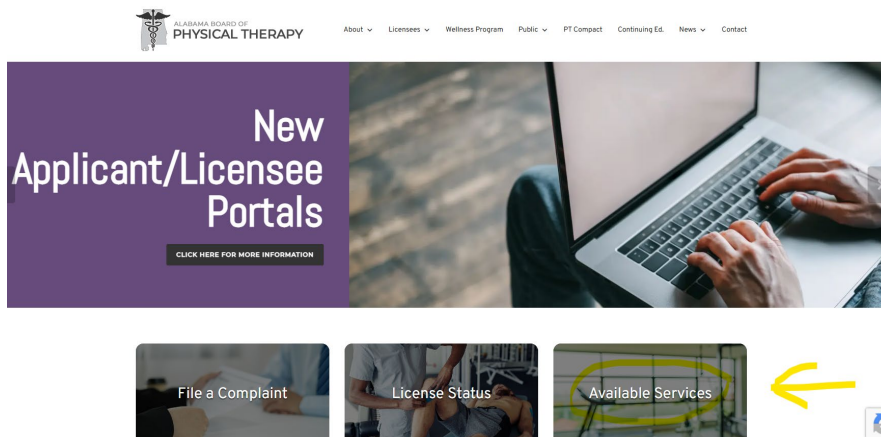 ALABAMA BOARD OF
PHYSICAL THERAPY
About Licensees Wellness Program Public PT Compact Continuing Ed. News Contact
New
Applicant/Licensee
Portals
CLICK HERE FOR MORE INFORMATION
File a Complaint License Status Available Services